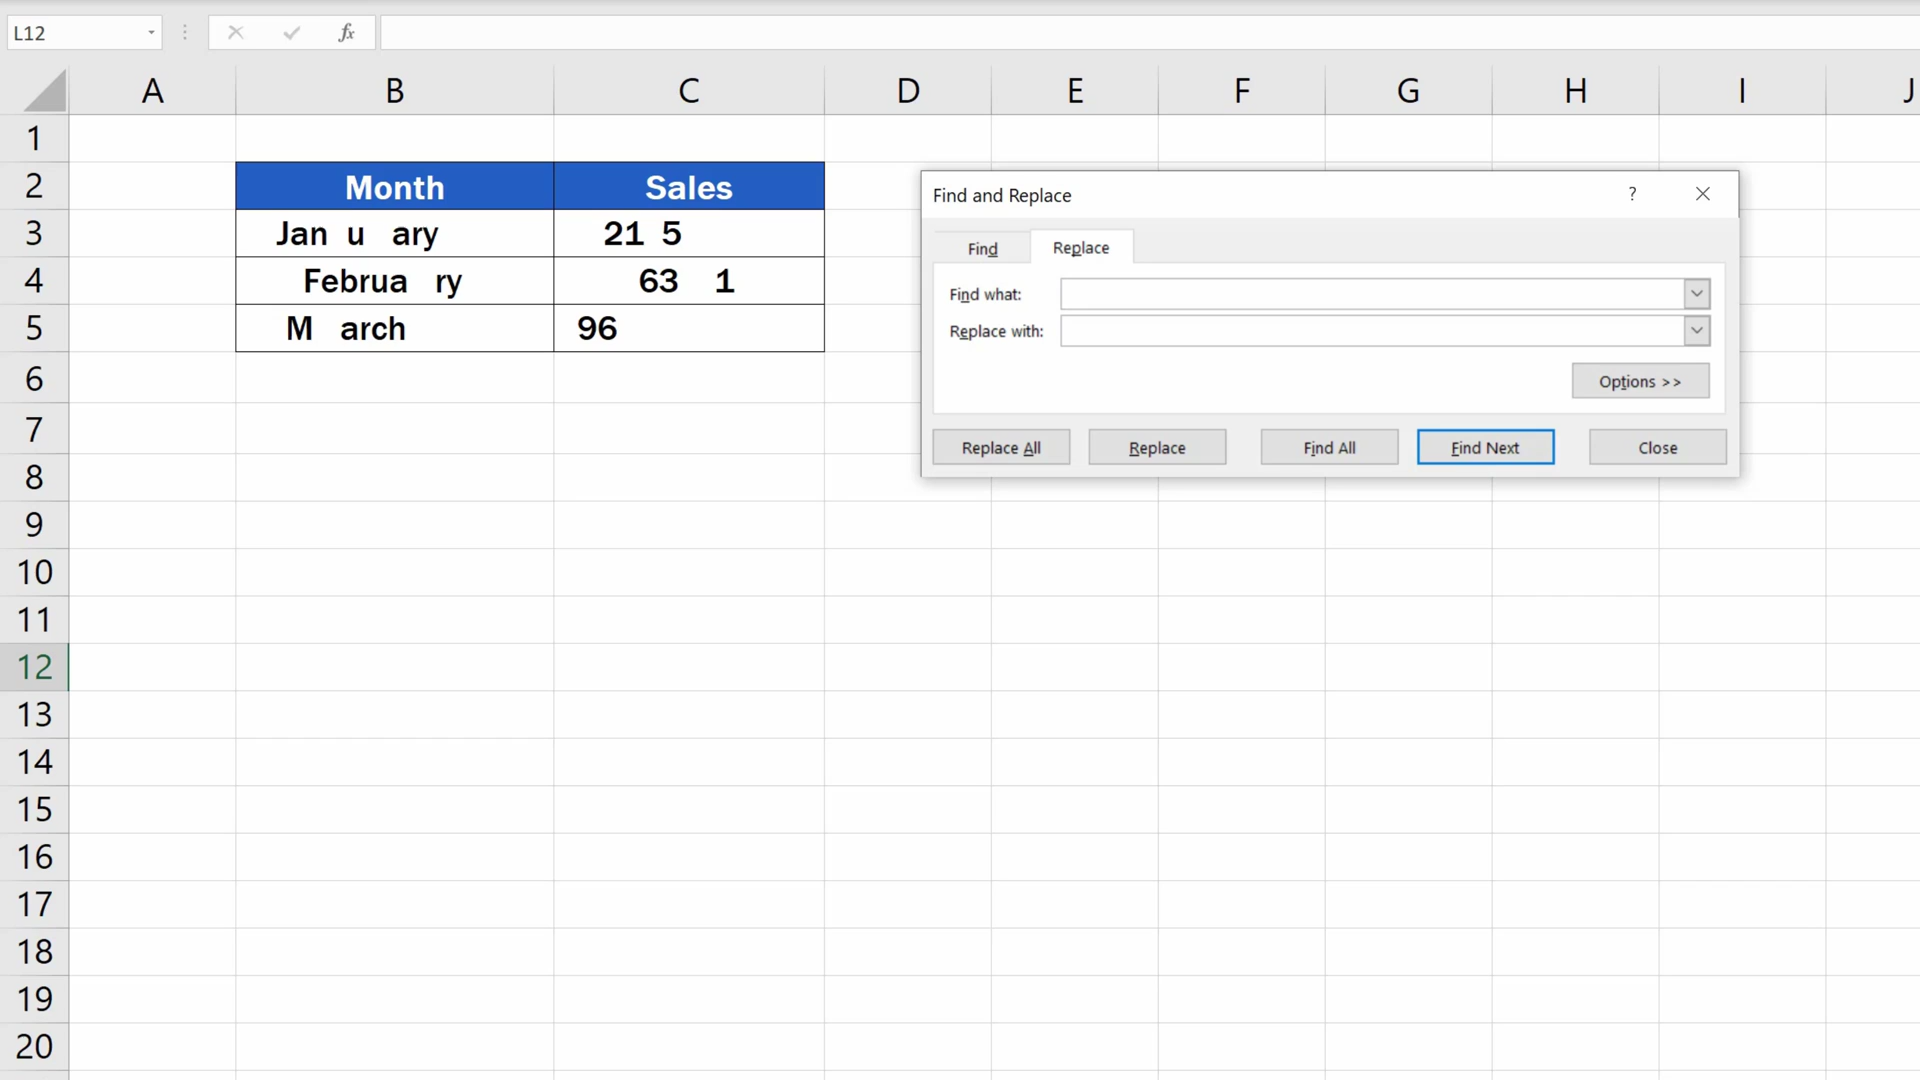 L12 fx
A B C D E F G H I J
1
2 Month Sales
3 Jan u ary 21 5
4 Februa ry 63 1
5 M arch 96
6
7
8
9
10
11
12
13
14
15
16
17
18
19
20
Find and Replace ?
Find Replace
Find what:
Replace with:
Options >>
Replace All Replace Find All Find Next Close